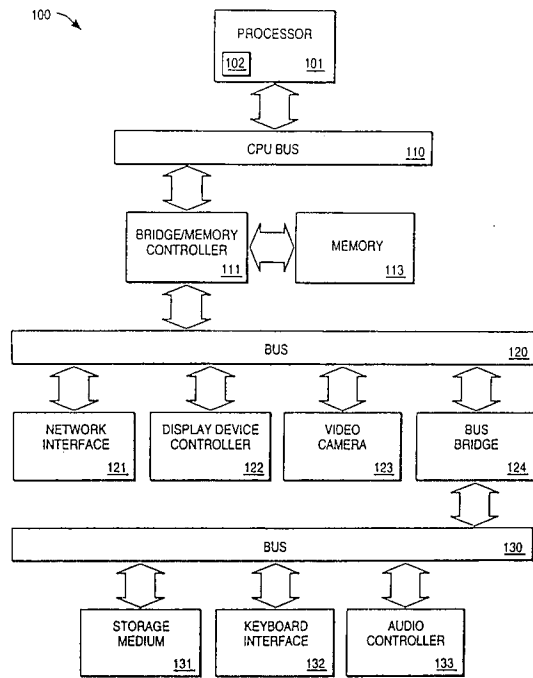 100
PROCESSOR
102 101
CPU BUS 110
BRIDGE/MEMORY
CONTROLLER
111
MEMORY
113
BUS
120
NETWORK
INTERFACE
121
DISPLAY DEVICE
CONTROLLER
122
VIDEO
CAMERA
123
BUS
BRIDGE
124
BUS
130
STORAGE
MEDIUM
131
KEYBOARD
INTERFACE
132
AUDIO
CONTROLLER
133